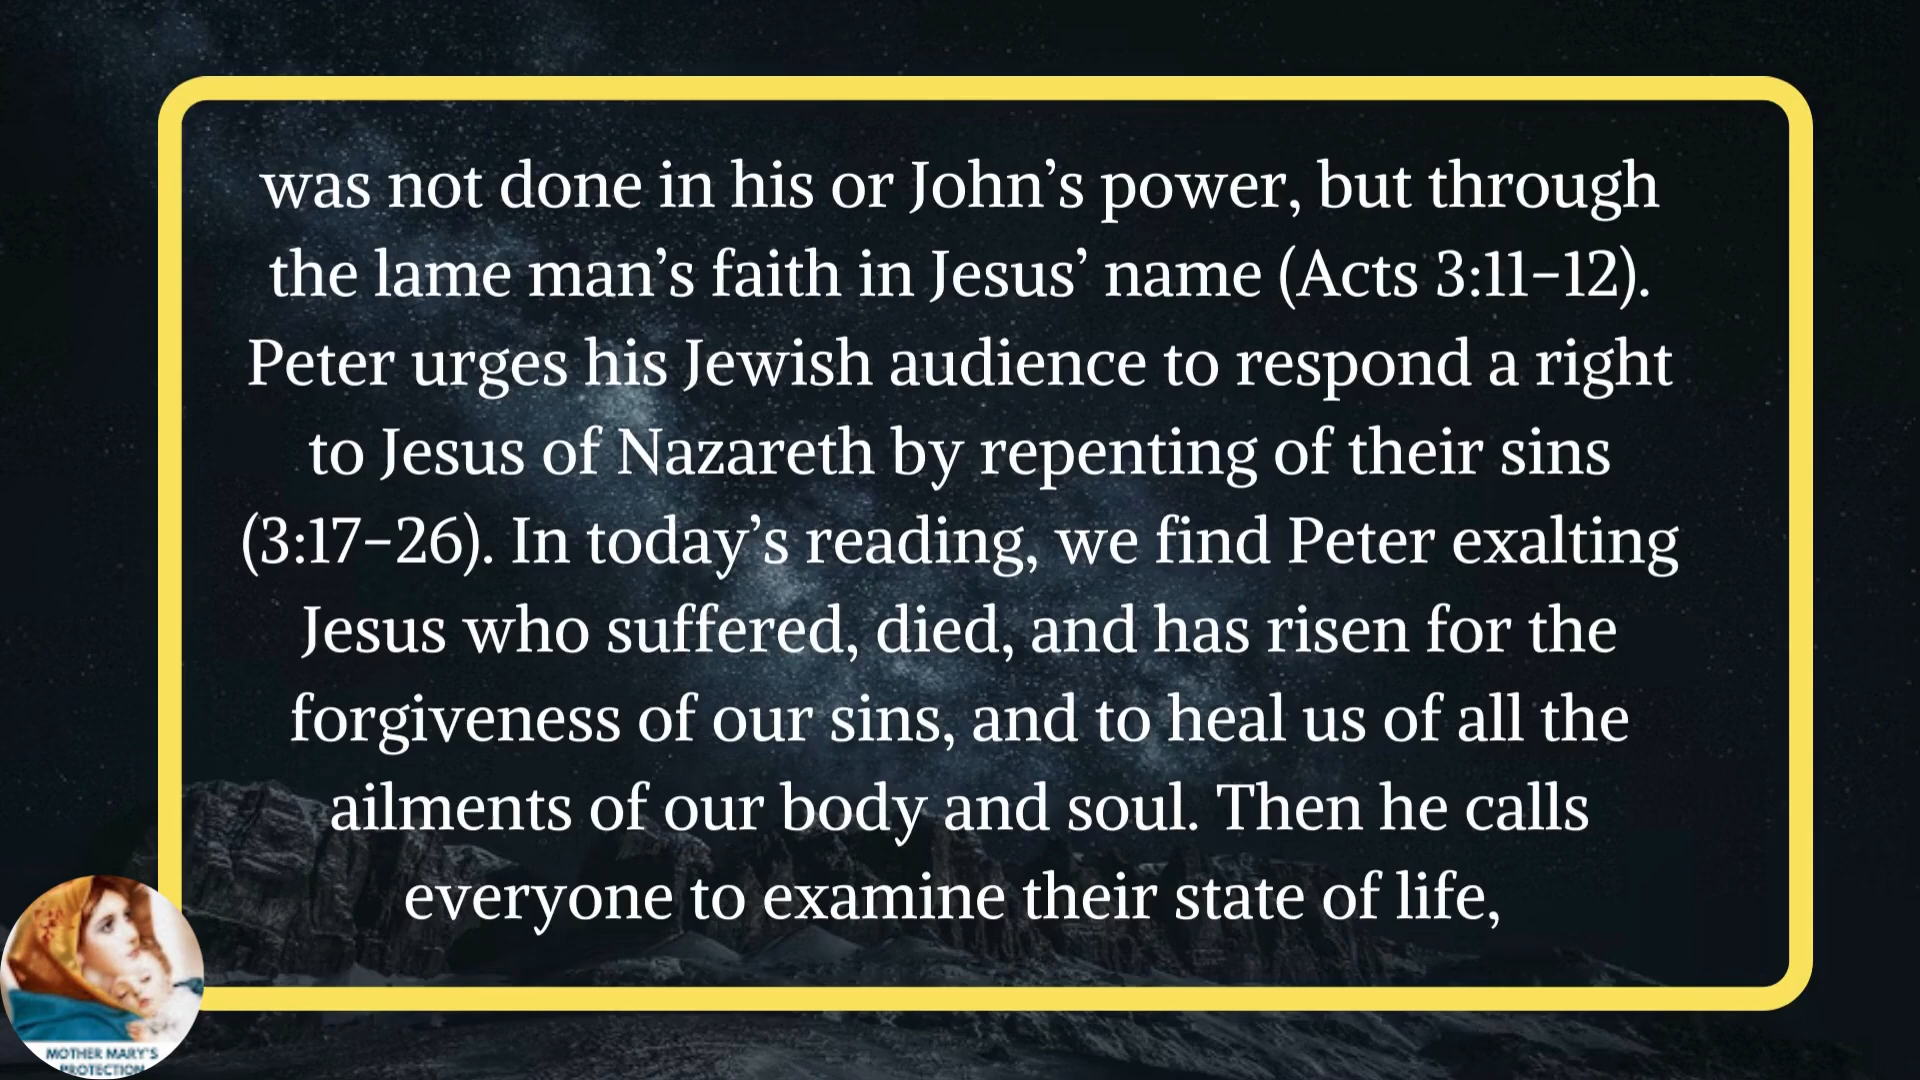 was not done in his or John’s power, but through
the lame man’s faith in Jesus’ name (Acts 3:11–12).
Peter urges his Jewish audience to respond a right
to Jesus of Nazareth by repenting of their sins
(3:17–26). In today’s reading, we find Peter exalting
Jesus who suffered, died, and has risen for the
forgiveness of our sins, and to heal us of all the
ailments of our body and soul. Then he calls
everyone to examine their state of life,
MOTHER MARY'S
PROTECTION